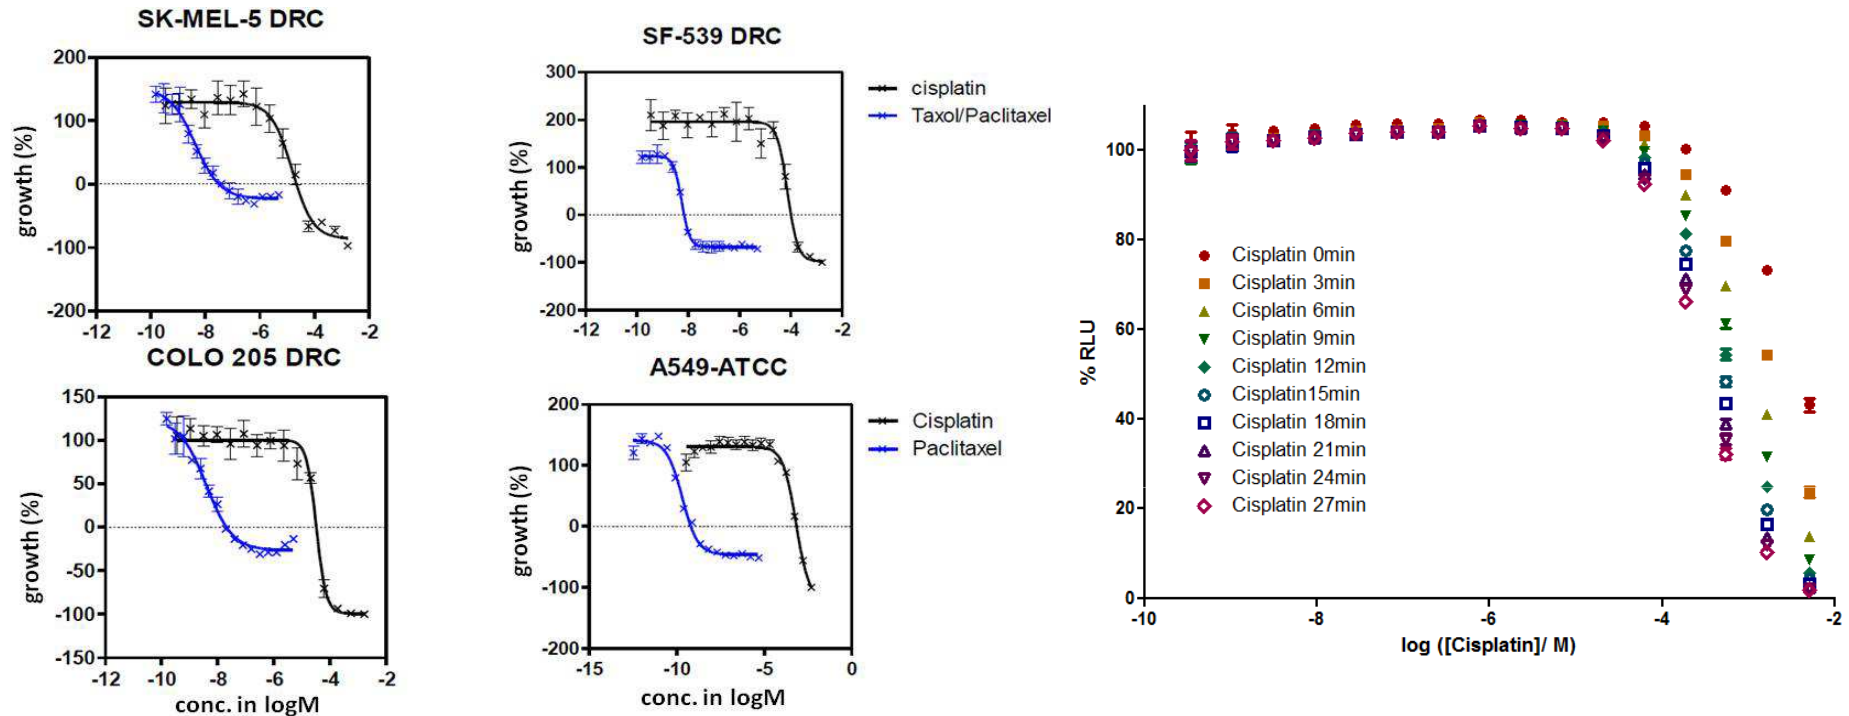 SK-MEL-5 DRC
growth (%)
200
100
0
-100
-200
-12
-10
-8
-6
-4
-2
SF-539 DRC
growth (%)
300
200
100
0
-100
-200
-12
-10
-8
-6
-4
-2
cisplatin
Taxol/Paclitaxel
COLO 205 DRC
growth (%)
150
100
50
0
-50
-100
-150
-12
-10
-8
-6
-4
-2
conc. in logM
A549-ATCC
growth (%)
200
100
0
-100
-200
-15
-10
-5
0
conc. in logM
Cisplatin
Paclitaxel
% RLU
100
80
60
40
20
0
-10
-8
-6
-4
-2
log ([Cisplatin]/ M)
Cisplatin 0min
Cisplatin 3min
Cisplatin 6min
Cisplatin 9min
Cisplatin 12min
Cisplatin15min
Cisplatin 18min
Cisplatin 21min
Cisplatin 24min
Cisplatin 27min